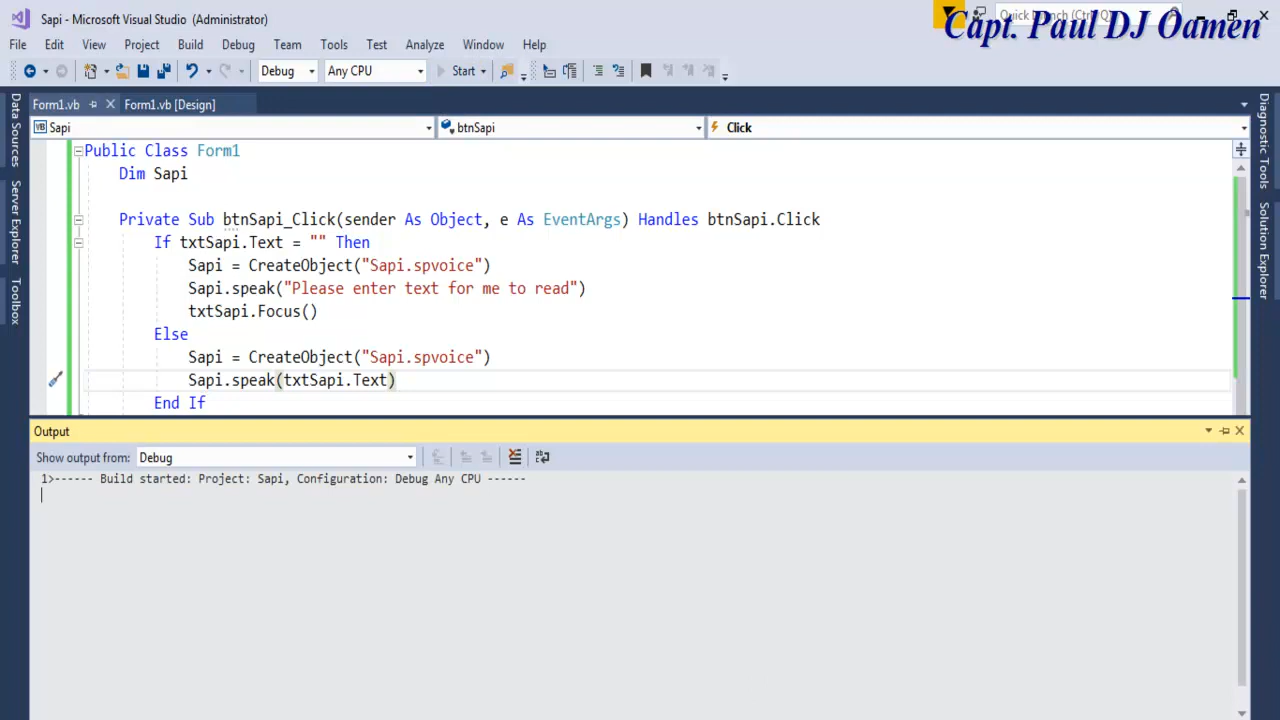 Sapi - Microsoft Visual Studio (Administrator)
Quick Launch (Ctrl+Q)
Capt. Paul DJ Oamen
File Edit View Project Build Debug Team Tools Test Analyze Window Help
Debug Any CPU Start
Form1.vb Form1.vb [Design]
Sapi btnSapi Click
Data Sources
Server Explorer
Toolbox
Public Class Form1
Dim Sapi
Private Sub btnSapi_Click(sender As Object, e As EventArgs) Handles btnSapi.Click
If txtSapi.Text = "" Then
Sapi = CreateObject("Sapi.spvoice")
Sapi.speak("Please enter text for me to read")
txtSapi.Focus()
Else
Sapi = CreateObject("Sapi.spvoice")
Sapi.speak(txtSapi.Text)
End If
Diagnostic Tools
Solution Explorer
Output
Show output from: Debug
1>------ Build started: Project: Sapi, Configuration: Debug Any CPU ------